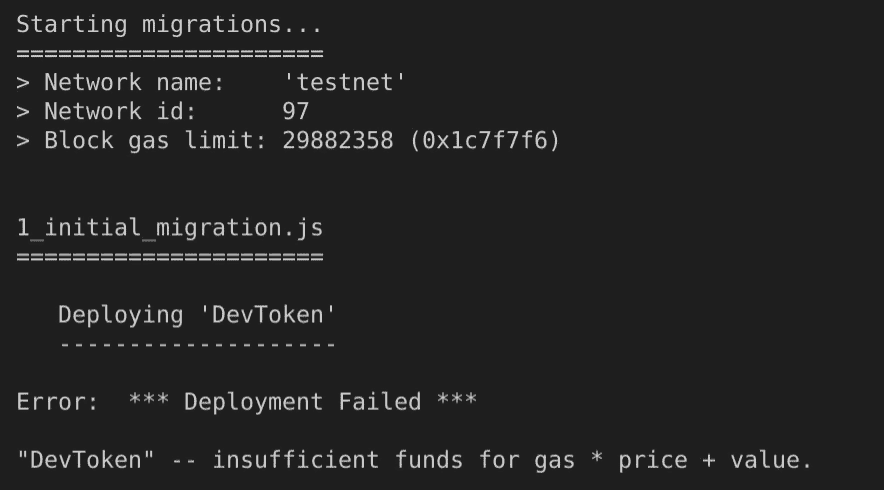 Starting migrations...
======================
> Network name:    'testnet'
> Network id:      97
> Block gas limit: 29882358 (0x1c7f7f6)
1_initial_migration.js
======================
Deploying 'DevToken'
--------------------
Error:  *** Deployment Failed ***
"DevToken" -- insufficient funds for gas * price + value.